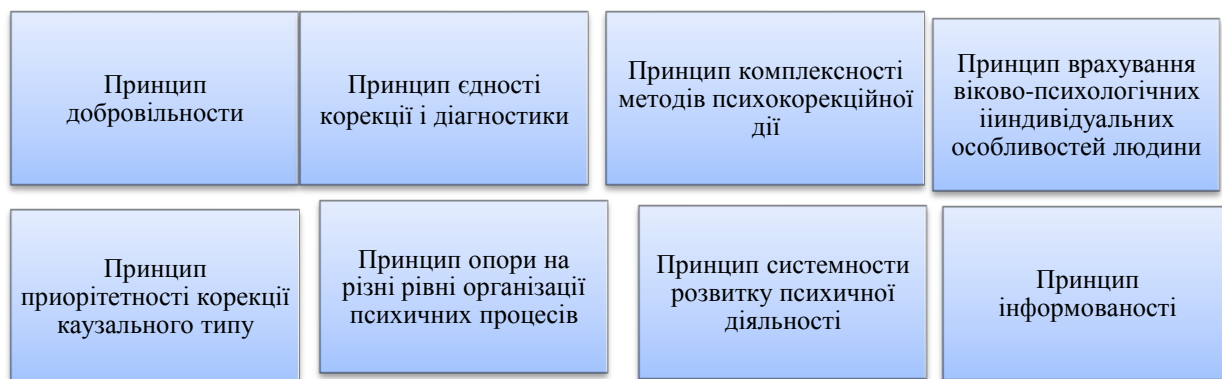 Принцип
добровільности
Принцип єдності
корекції і діагностики
Принцип комплексності
методів психокорекційної
дії
Принцип врахування
віково-психологічних
ііиндивідуальних
особливостей людини
Принцип
приорітетності корекції
каузального типу
Принцип опори на
різні рівні організації
психичних процесів
Принцип системности
розвитку психичної
діяльності
Принцип
інформованості